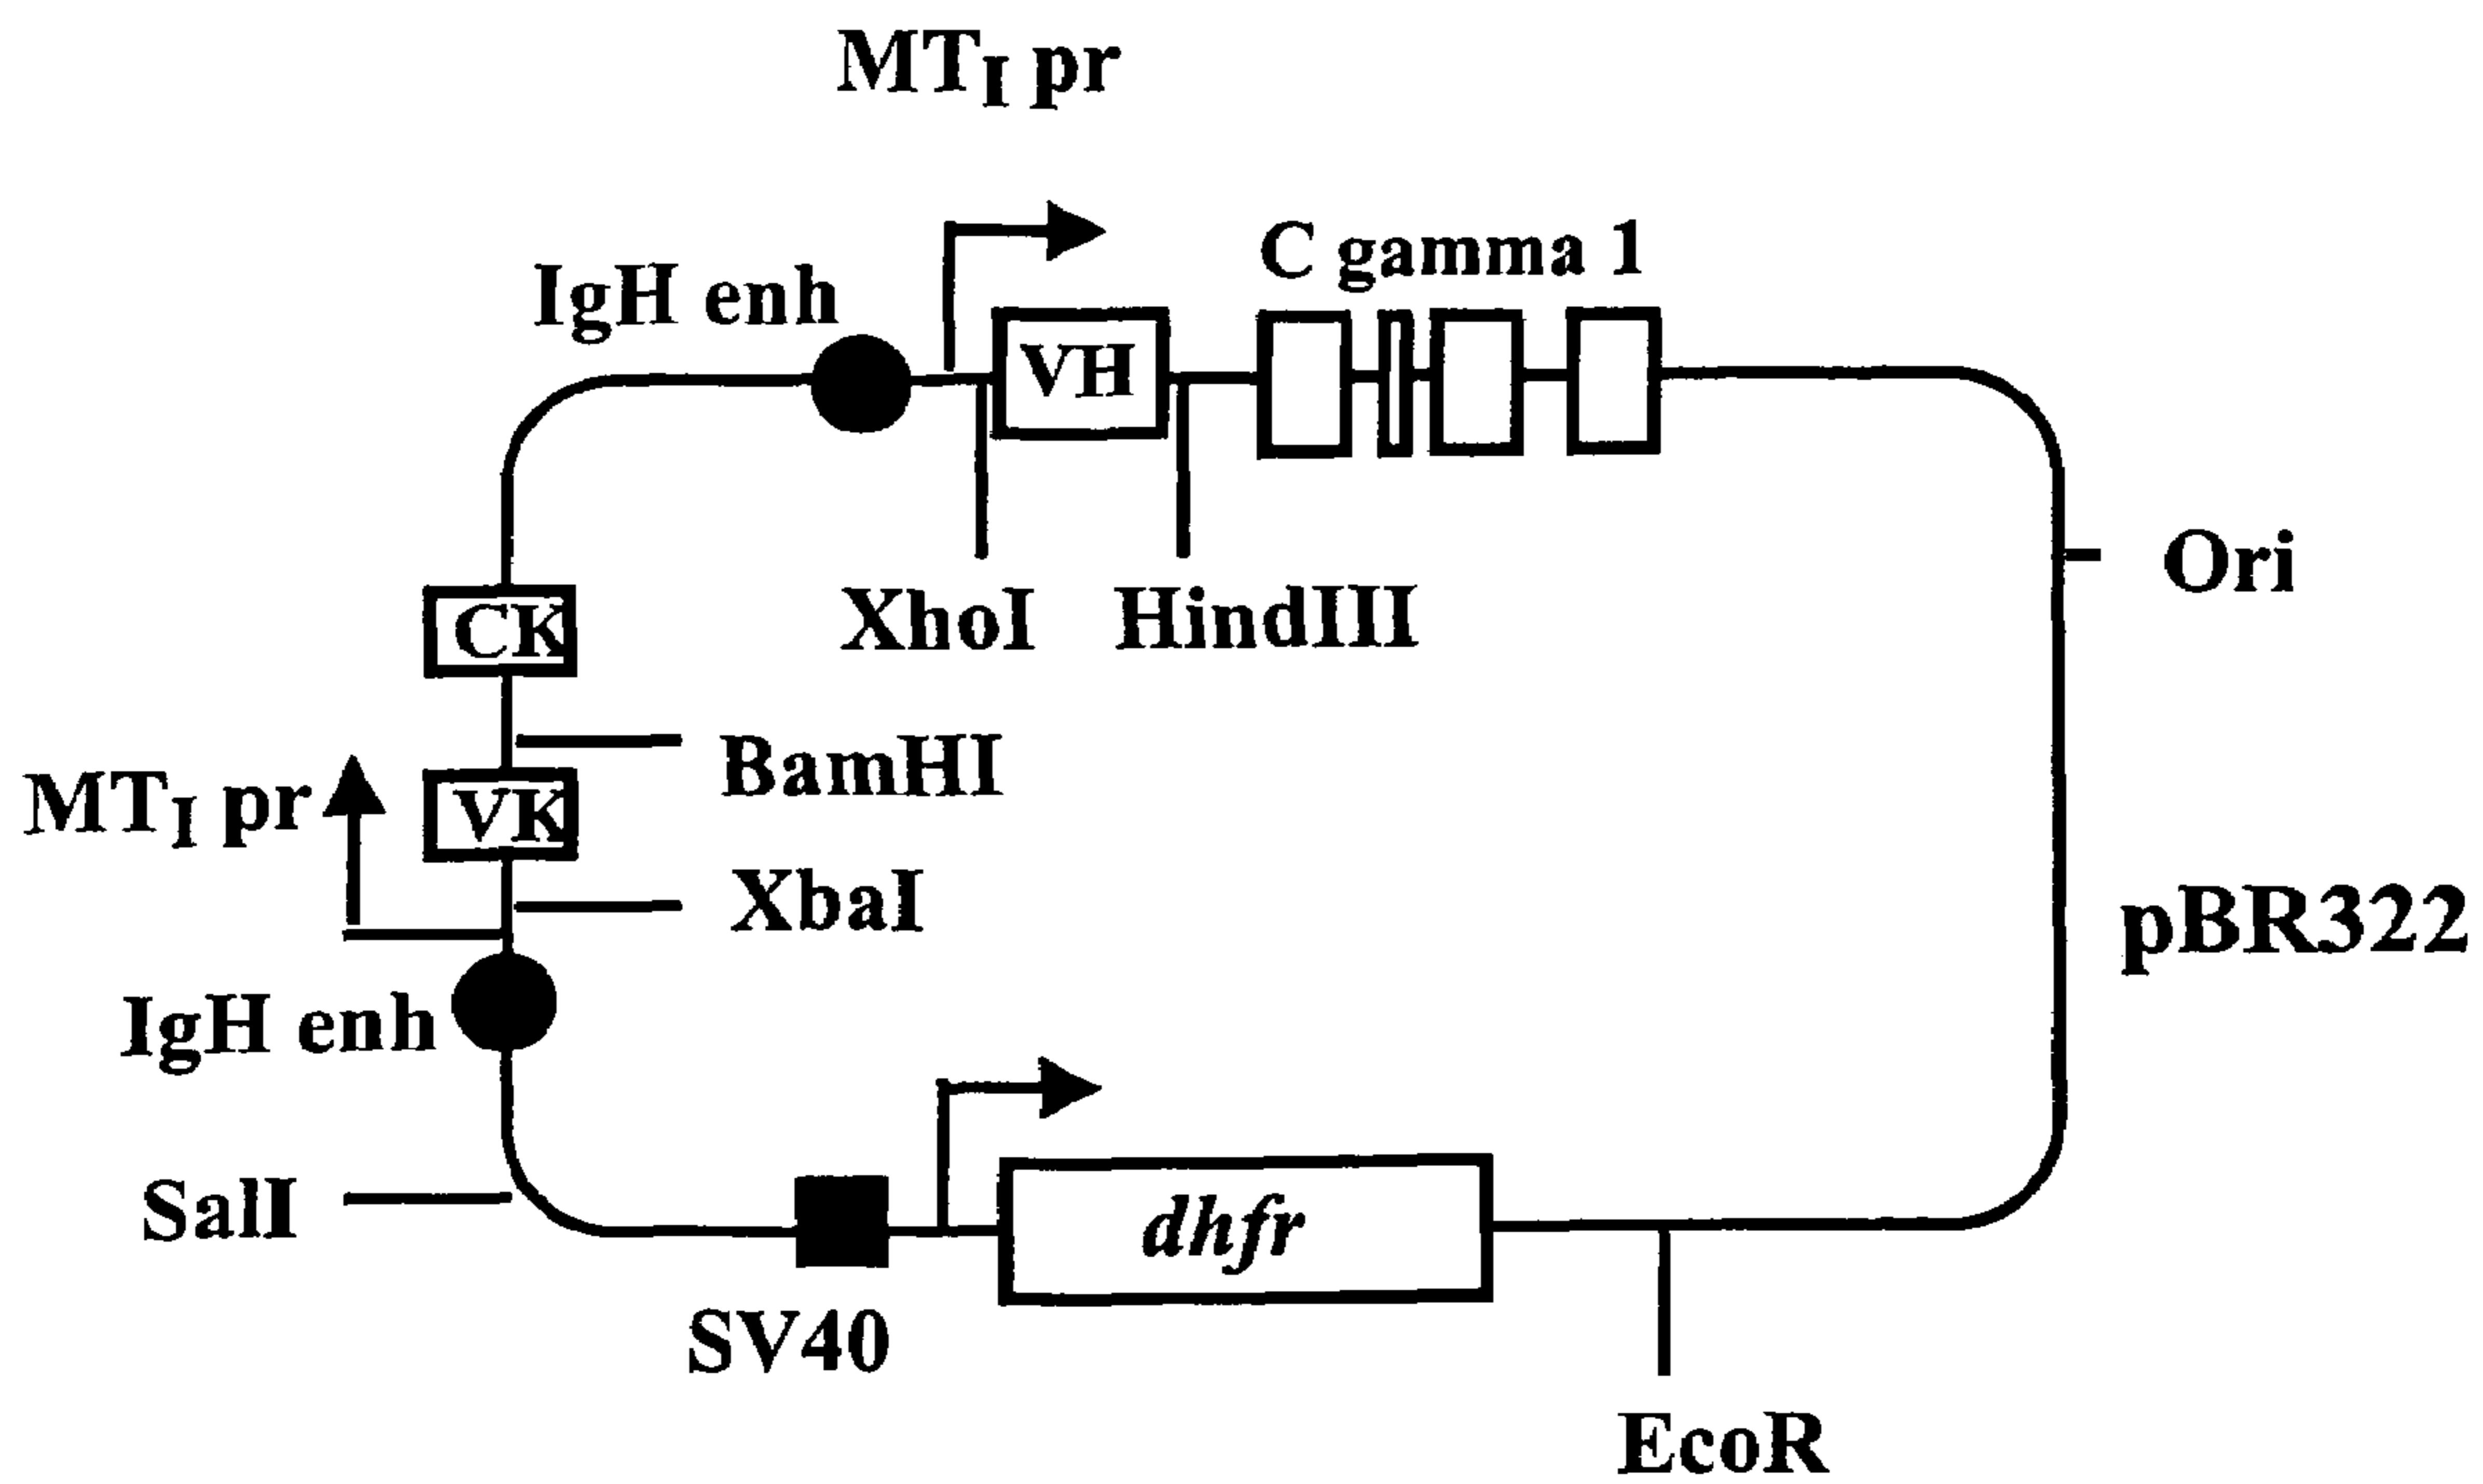 MTI pr
C gamma 1
IgH enh
VH
Ori
XhoI HindIII
CK
BamHI
MTI pr
VK
XbaI
pBR322
IgH enh
SalI
dhfr
SV40
EcoR